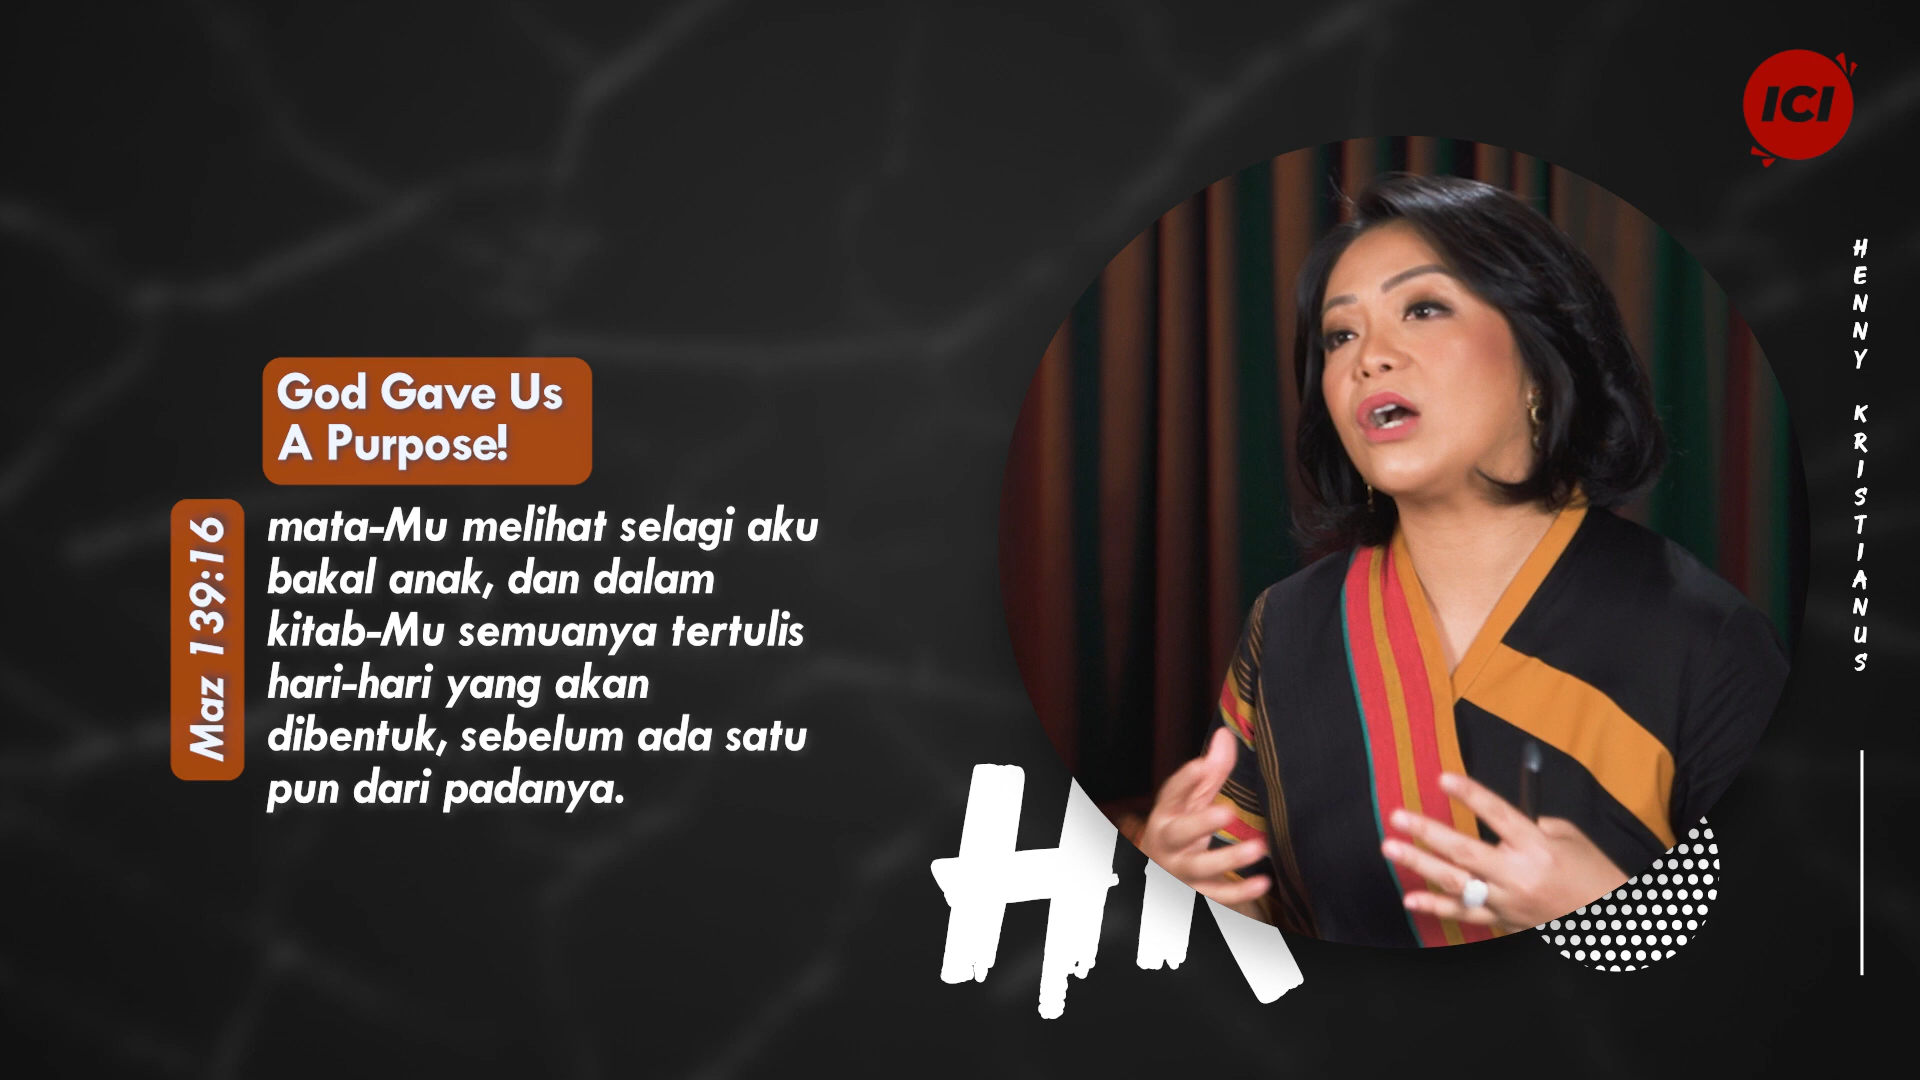 ICI
God Gave Us
A Purpose!
Maz 139:16
mata-Mu melihat selagi aku
bakal anak, dan dalam
kitab-Mu semuanya tertulis
hari-hari yang akan
dibentuk, sebelum ada satu
pun dari padanya.
HK
HENNY KRISTIANUS